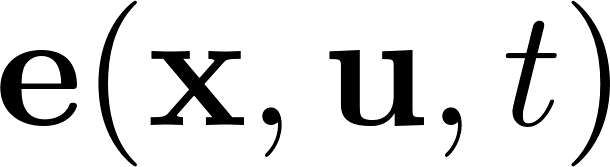 e(x, u, t)